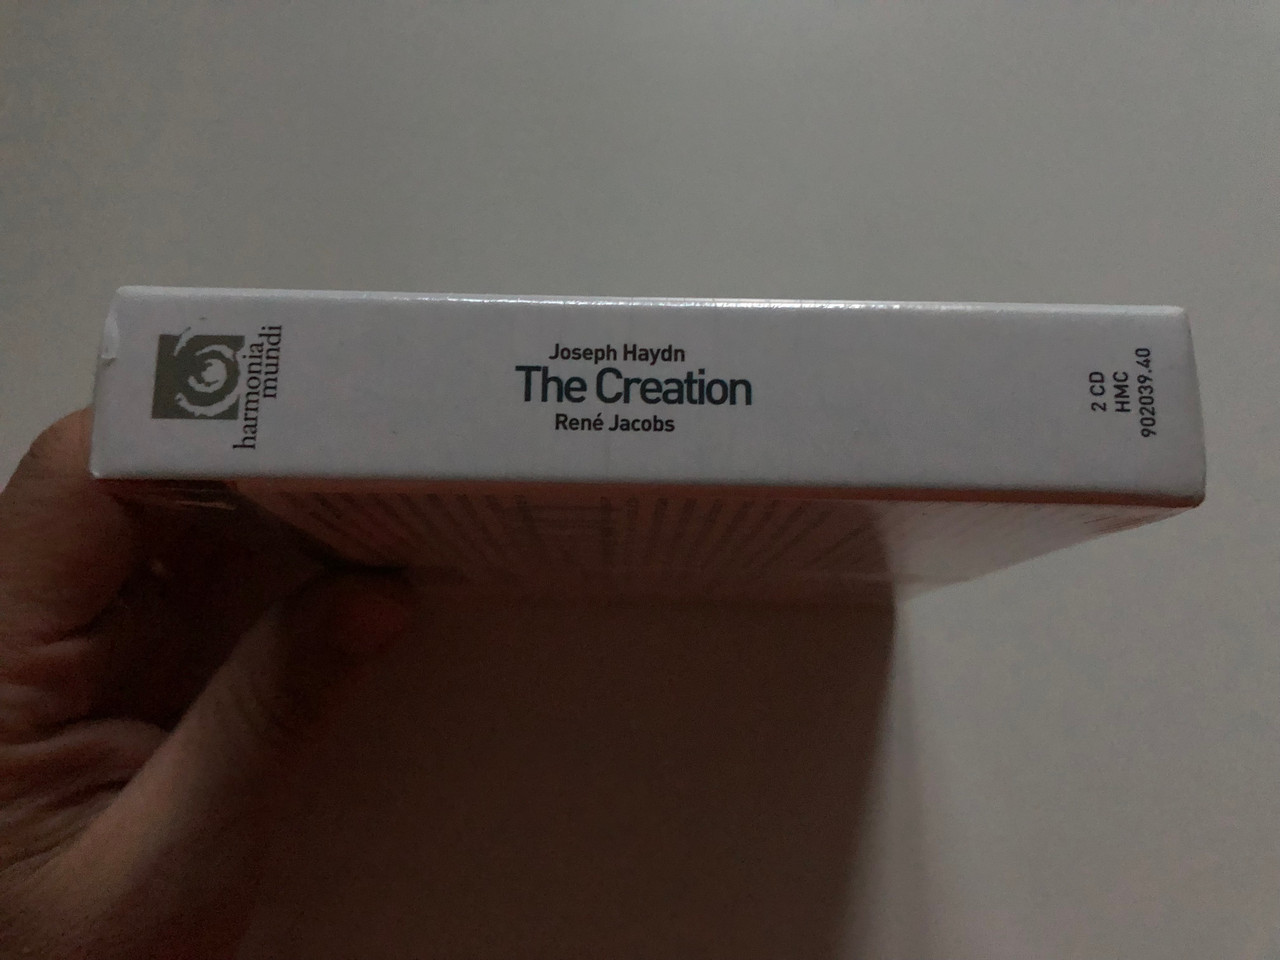 harmonia
mundi
Joseph Haydn
The Creation
René Jacobs
2 CD
HMC
902039.40